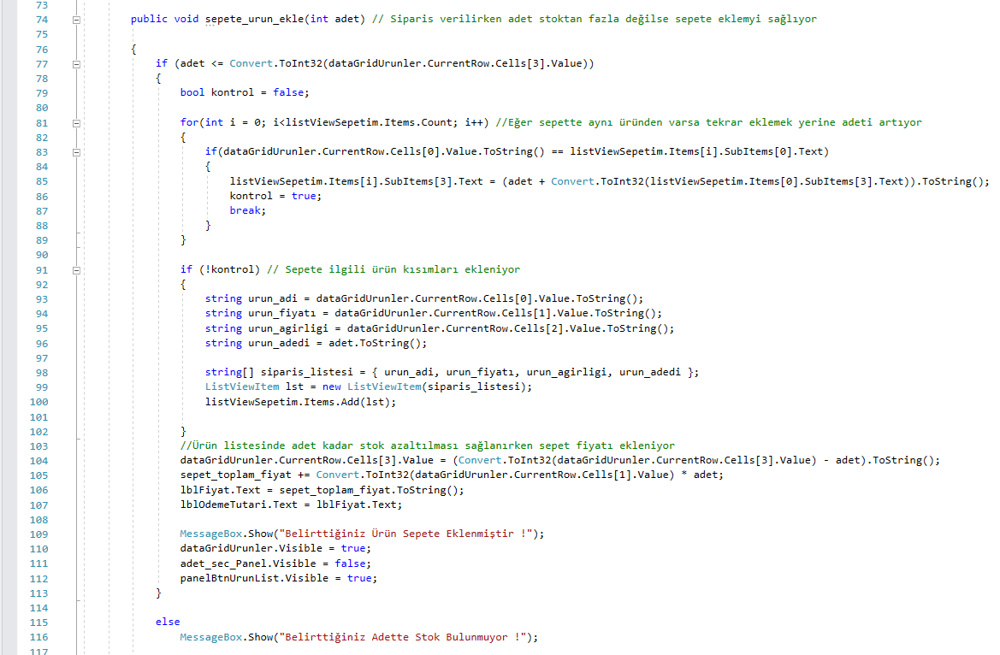 73
74 public void sepete_urun_ekle(int adet) // Siparis verilirken adet stoktan fazla değilse sepete eklemyi sağlıyor
75
76 {
77 if (adet <= Convert.ToInt32(dataGridUrunler.CurrentRow.Cells[3].Value))
78 {
79 bool kontrol = false;
80
81 for(int i = 0; i<listViewSepetim.Items.Count; i++) //Eğer sepette aynı üründen varsa tekrar eklemek yerine adeti artıyor
82 {
83 if(dataGridUrunler.CurrentRow.Cells[0].Value.ToString() == listViewSepetim.Items[i].SubItems[0].Text)
84 {
85 listViewSepetim.Items[i].SubItems[3].Text = (adet + Convert.ToInt32(listViewSepetim.Items[0].SubItems[3].Text)).ToString();
86 kontrol = true;
87 break;
88 }
89 }
90
91 if (!kontrol) // Sepete ilgili ürün kısımları ekleniyor
92 {
93 string urun_adi = dataGridUrunler.CurrentRow.Cells[0].Value.ToString();
94 string urun_fiyatı = dataGridUrunler.CurrentRow.Cells[1].Value.ToString();
95 string urun_agirligi = dataGridUrunler.CurrentRow.Cells[2].Value.ToString();
96 string urun_adedi = adet.ToString();
97
98 string[] siparis_listesi = { urun_adi, urun_fiyatı, urun_agirligi, urun_adedi };
99 ListViewItem lst = new ListViewItem(siparis_listesi);
100 listViewSepetim.Items.Add(lst);
101
102 }
103 //Ürün listesinde adet kadar stok azaltılması sağlanırken sepet fiyatı ekleniyor
104 dataGridUrunler.CurrentRow.Cells[3].Value = (Convert.ToInt32(dataGridUrunler.CurrentRow.Cells[3].Value) - adet).ToString();
105 sepet_toplam_fiyat += Convert.ToInt32(dataGridUrunler.CurrentRow.Cells[1].Value) * adet;
106 lblFiyat.Text = sepet_toplam_fiyat.ToString();
107 lblOdemeTutari.Text = lblFiyat.Text;
108
109 MessageBox.Show("Belirttiğiniz Ürün Sepete Eklenmiştir !");
110 dataGridUrunler.Visible = true;
111 adet_sec_Panel.Visible = false;
112 panelBtnUrunList.Visible = true;
113 }
114
115 else
116 MessageBox.Show("Belirttiğiniz Adette Stok Bulunmuyor !");
117